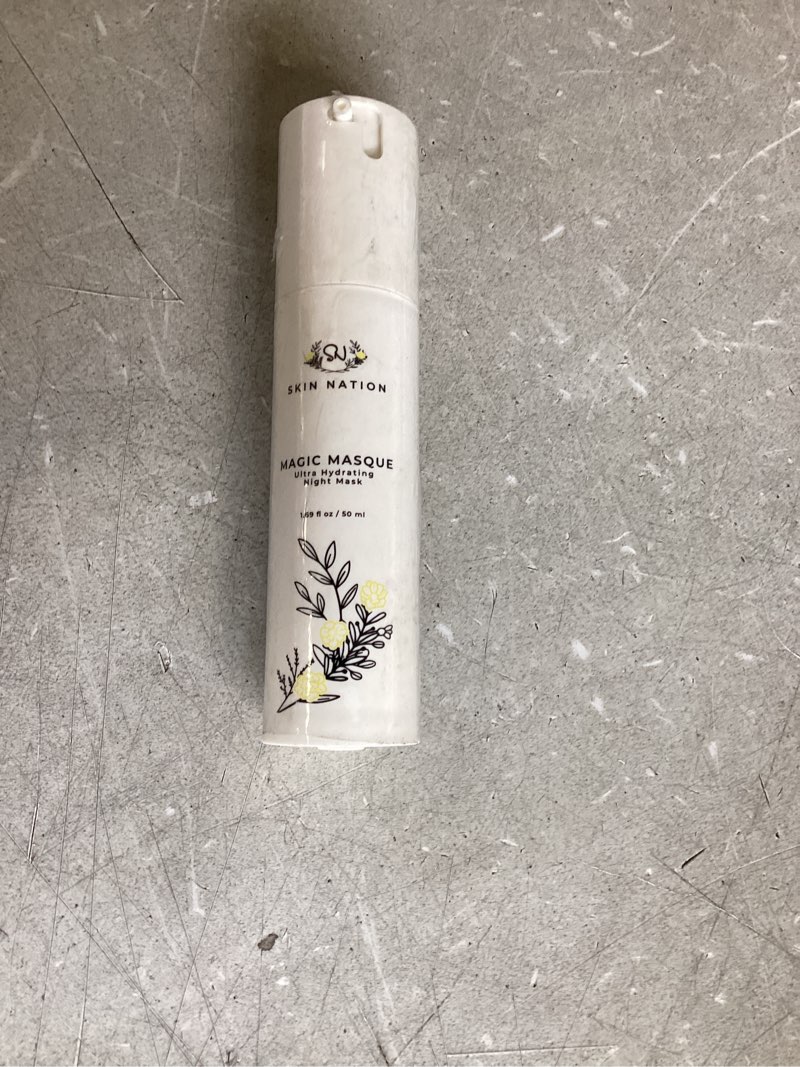 SN
SKIN NATION
MAGIC MASQUE
Ultra Hydrating
Night Mask
1.69 fl oz / 50 ml